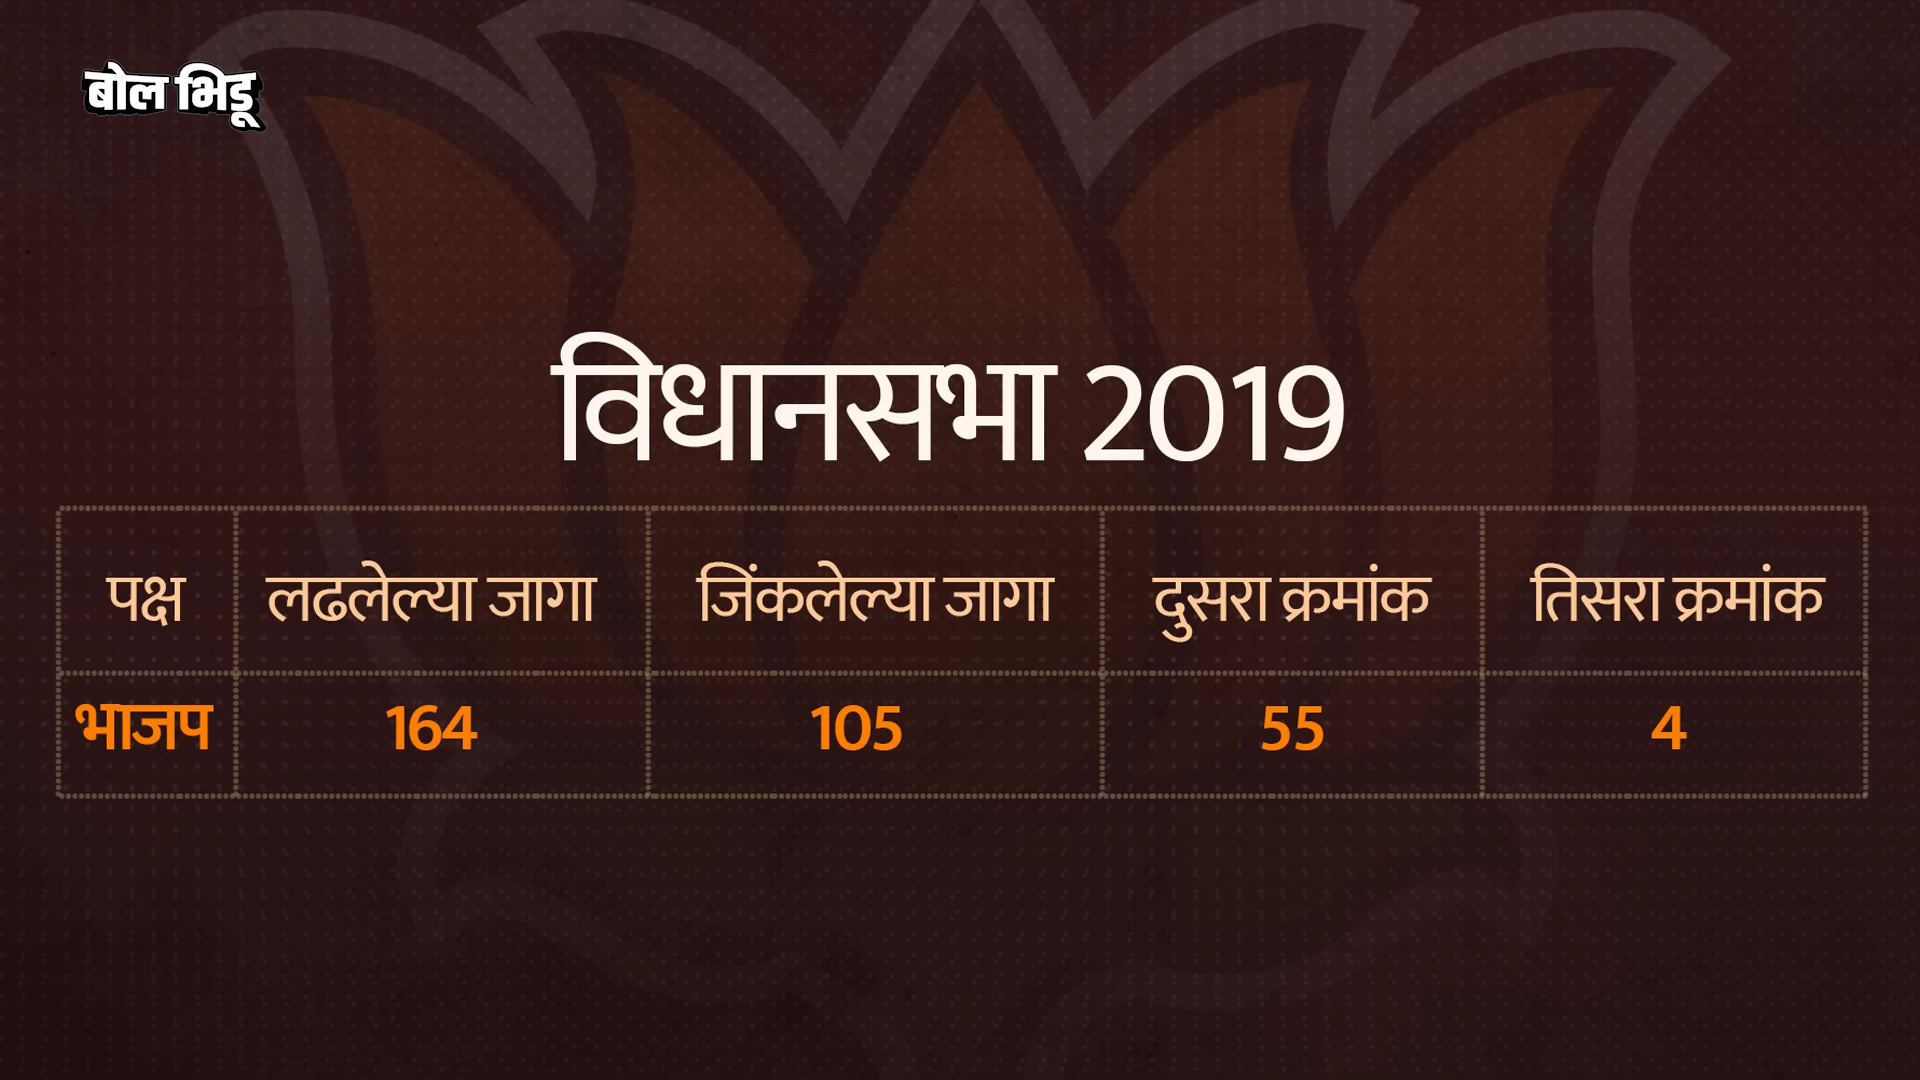 बोल भिडू
विधानसभा 2019
पक्ष लढलेल्या जागा जिंकलेल्या जागा दुसरा क्रमांक तिसरा क्रमांक
भाजप 164 105 55 4